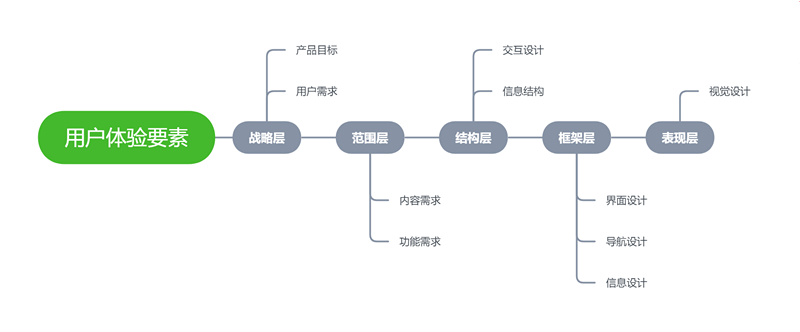 用户体验要素
战略层
产品目标
用户需求
范围层
内容需求
功能需求
结构层
交互设计
信息结构
框架层
界面设计
导航设计
信息设计
表现层
视觉设计